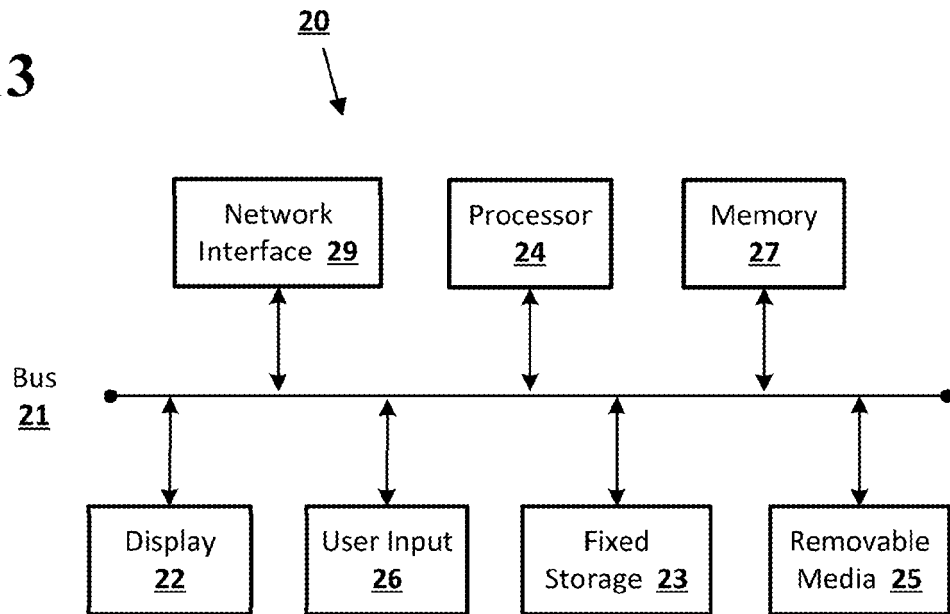 20
3
Network
Interface 29
Processor
24
Memory
27
Bus
21
Display
22
User Input
26
Fixed
Storage 23
Removable
Media 25